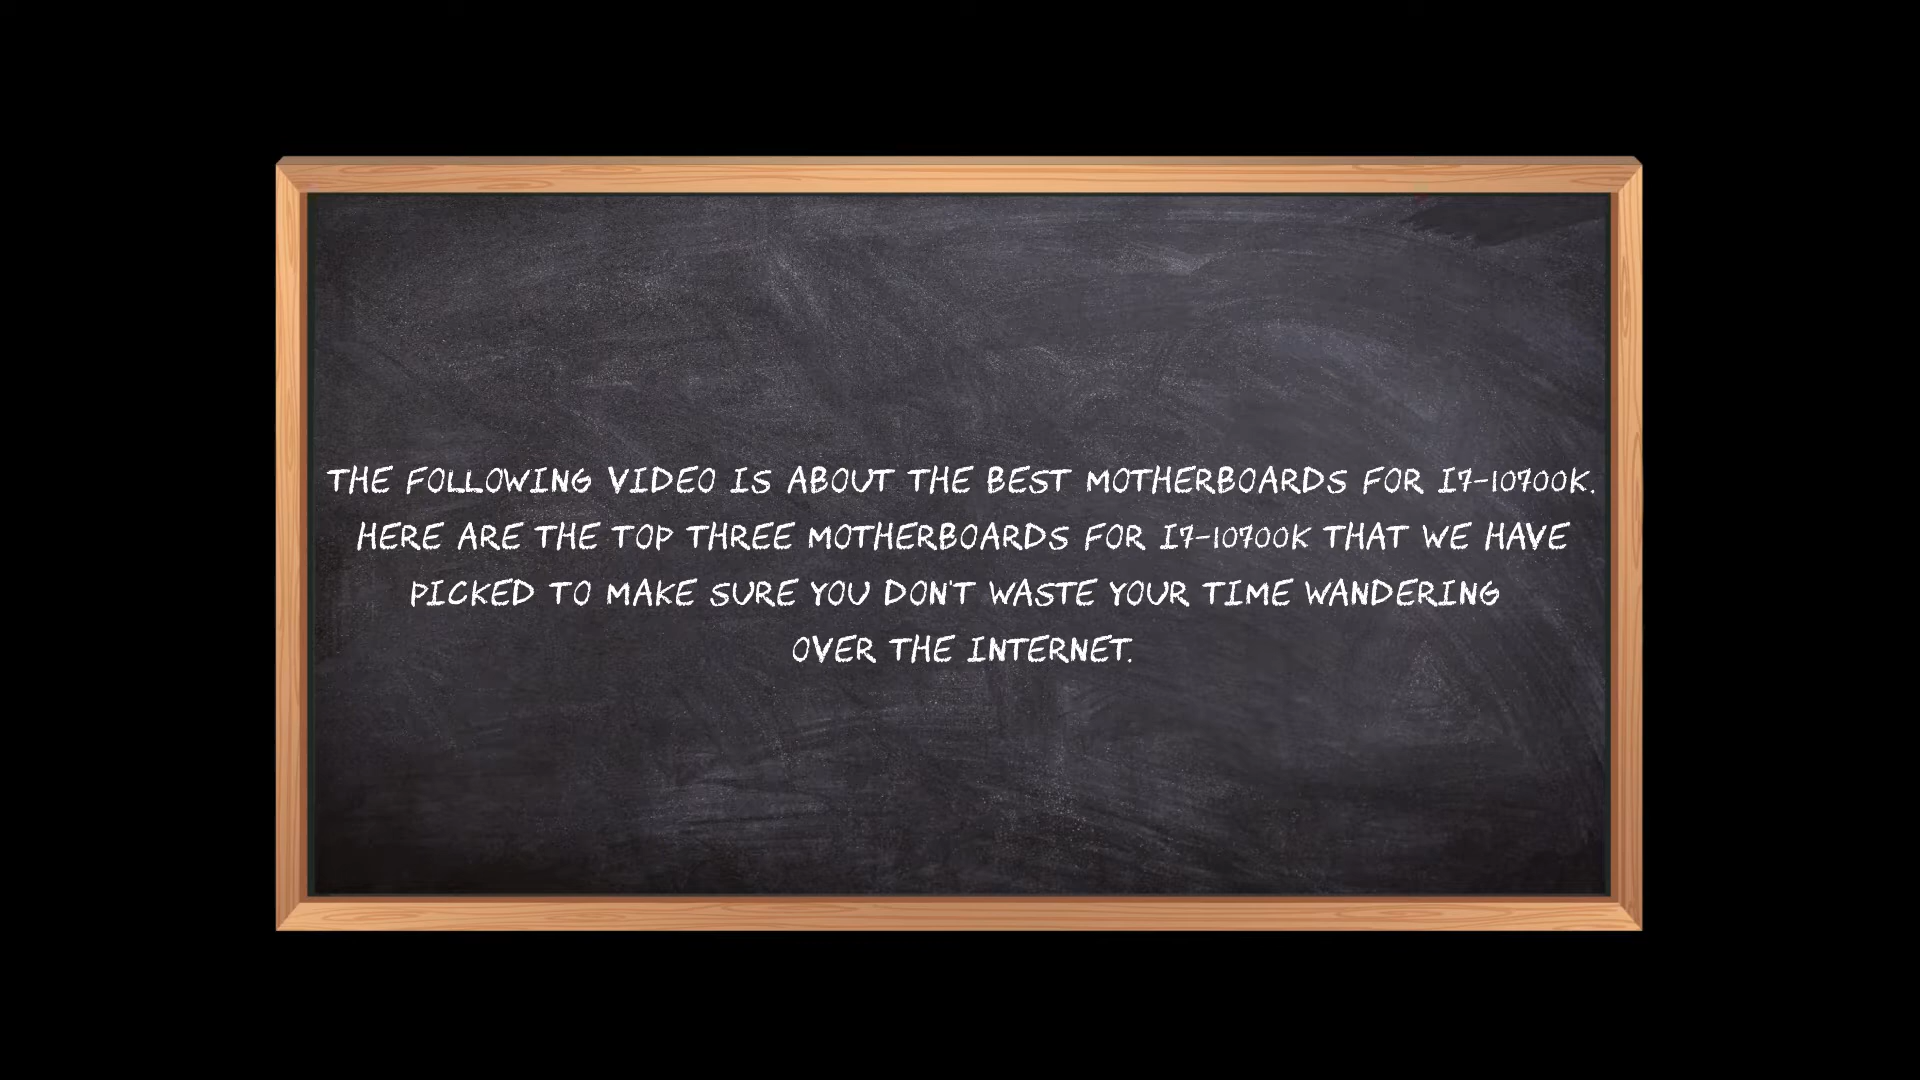 THE FOLLOWING VIDEO IS ABOUT THE BEST MOTHERBOARDS FOR I7-10700K.
HERE ARE THE TOP THREE MOTHERBOARDS FOR I7-10700K THAT WE HAVE
PICKED TO MAKE SURE YOU DON'T WASTE YOUR TIME WANDERING
OVER THE INTERNET.